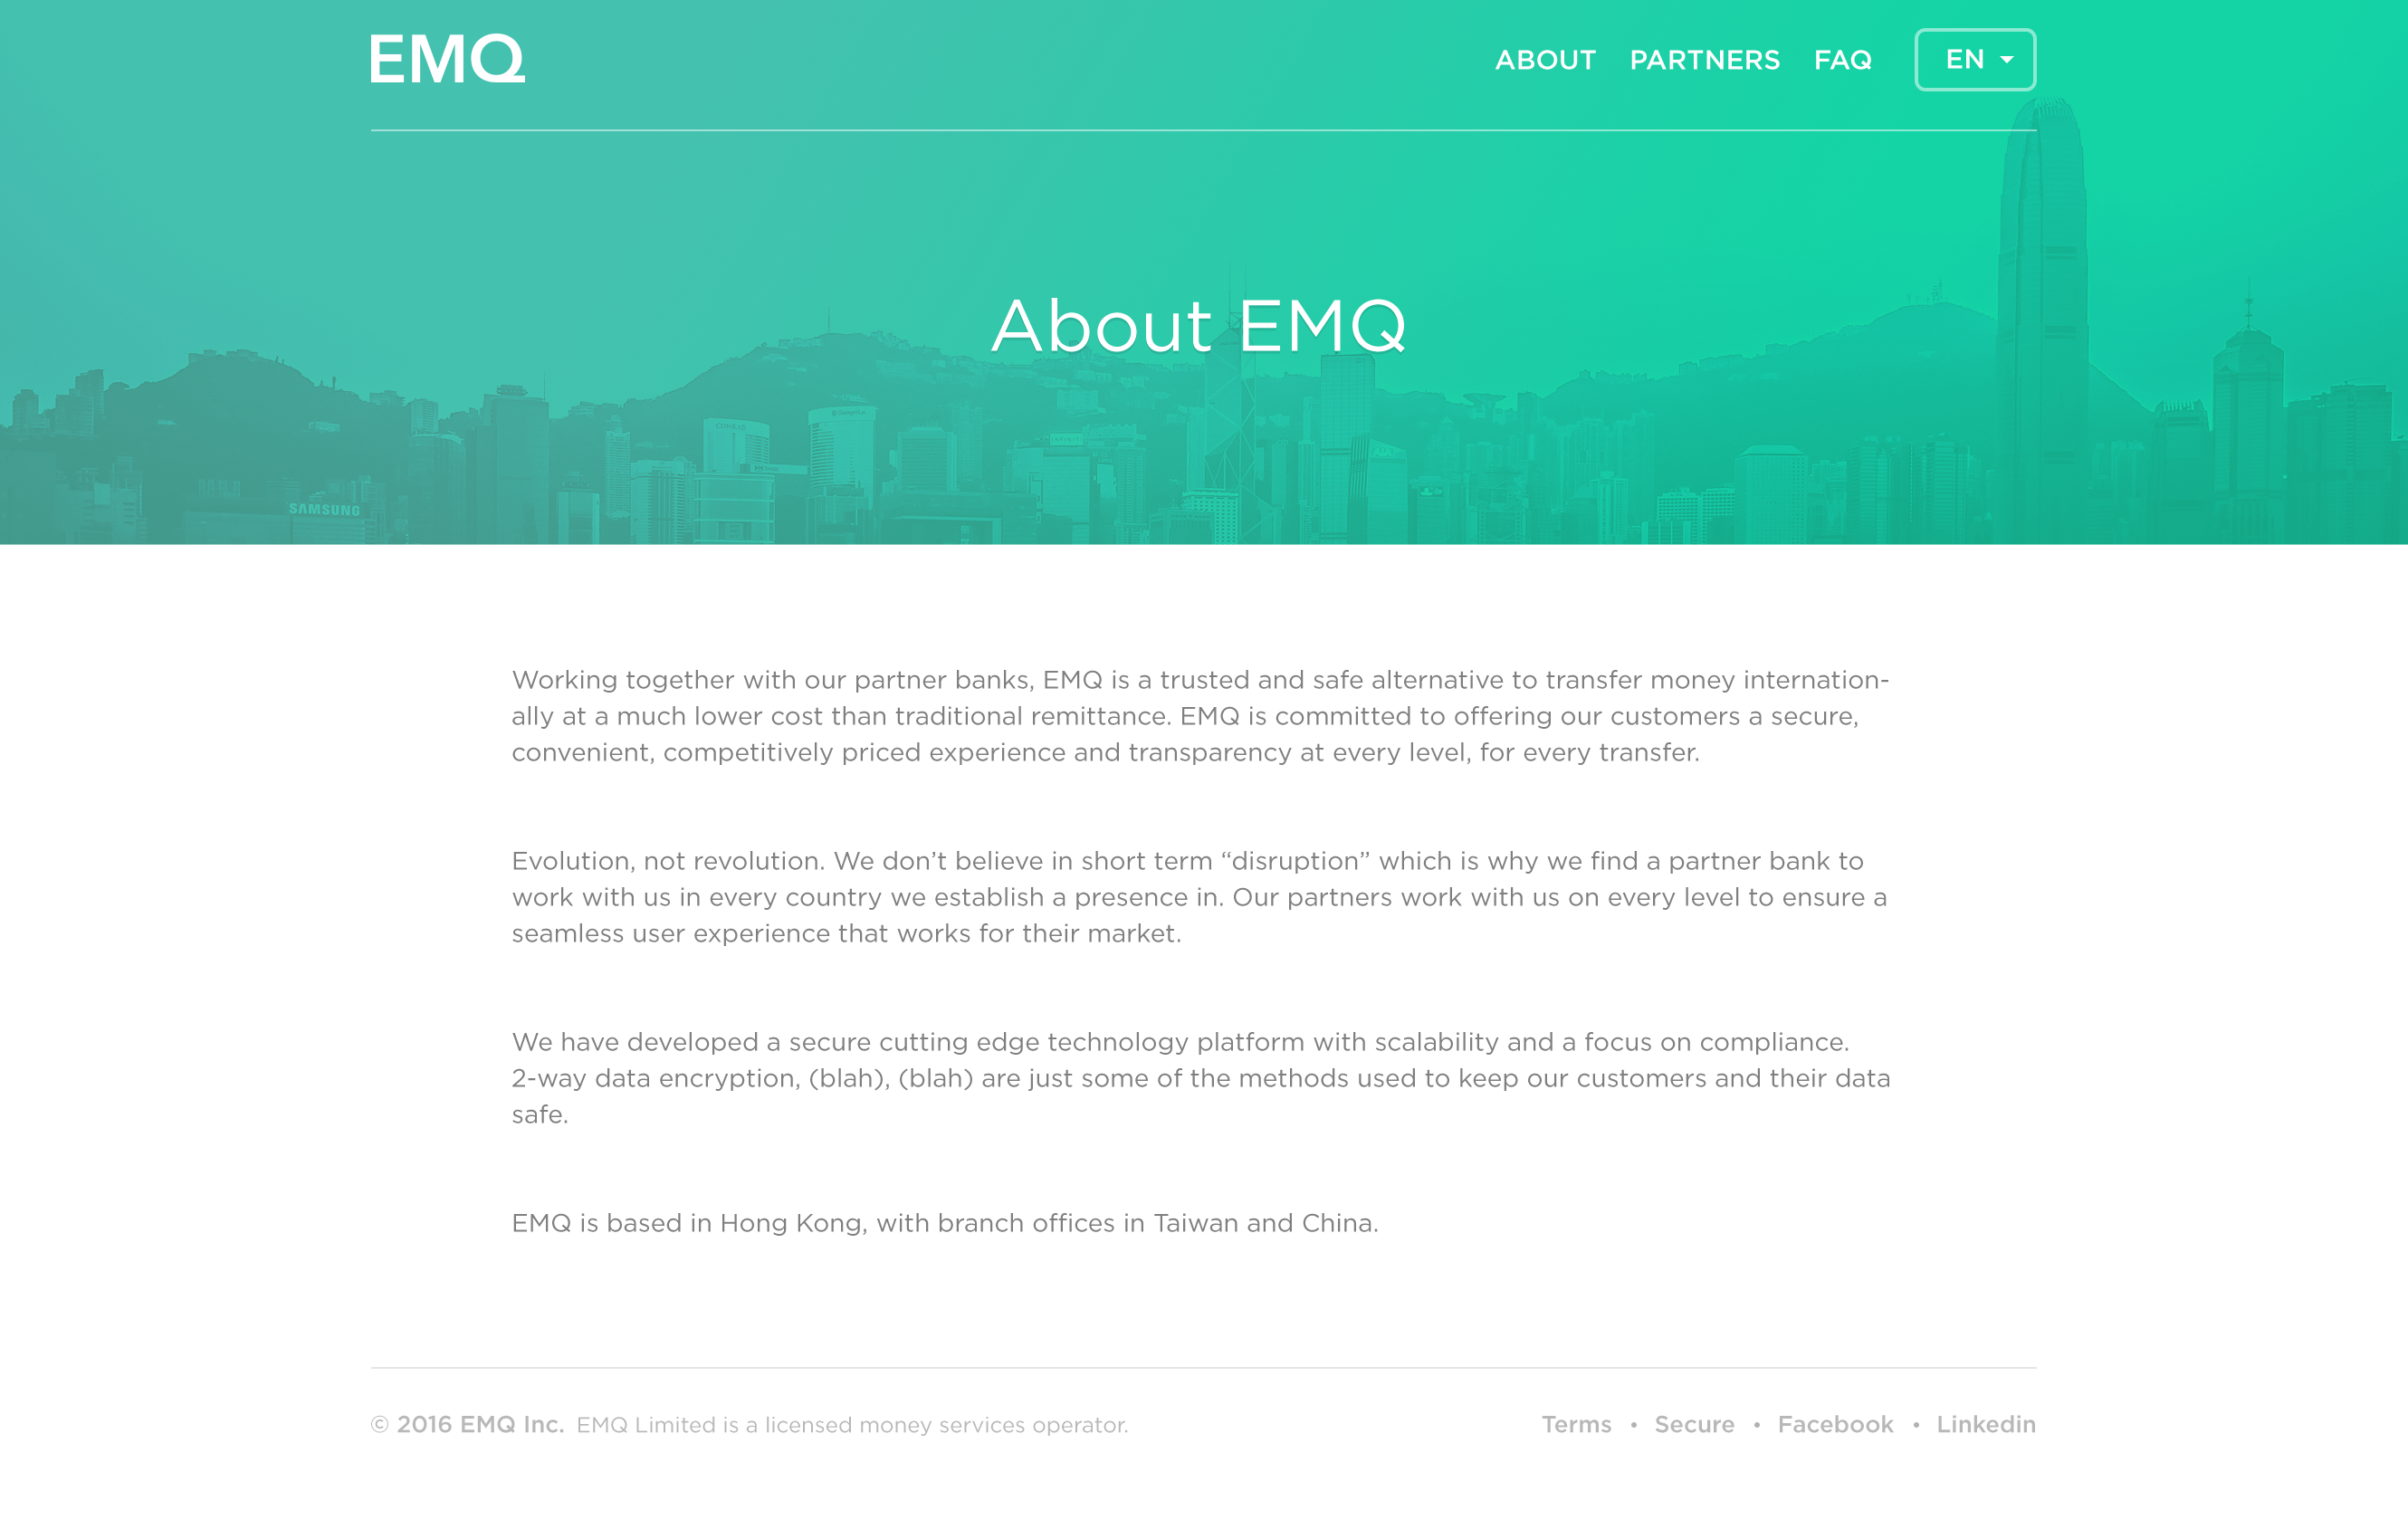 EMQ
ABOUT PARTNERS FAQ EN
About EMQ
AIA
SAMSUNG
Working together with our partner banks, EMQ is a trusted and safe alternative to transfer money internation-
ally at a much lower cost than traditional remittance. EMQ is committed to offering our customers a secure,
convenient, competitively priced experience and transparency at every level, for every transfer.
Evolution, not revolution. We don’t believe in short term “disruption” which is why we find a partner bank to
work with us in every country we establish a presence in. Our partners work with us on every level to ensure a
seamless user experience that works for their market.
We have developed a secure cutting edge technology platform with scalability and a focus on compliance.
2-way data encryption, (blah), (blah) are just some of the methods used to keep our customers and their data
safe.
EMQ is based in Hong Kong, with branch offices in Taiwan and China.
© 2016 EMQ Inc. EMQ Limited is a licensed money services operator.
Terms • Secure • Facebook • Linkedin